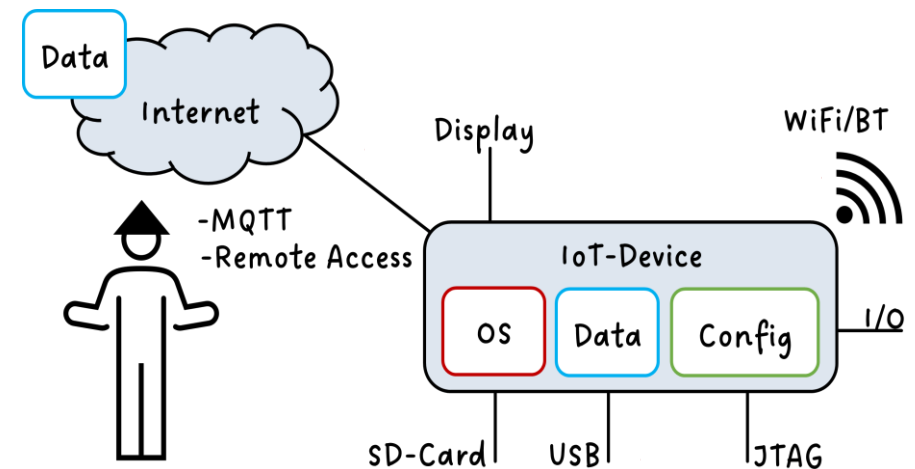 Data
Internet
Display
WiFi/BT
-MQTT
-Remote Access
IoT-Device
OS
Data
Config
I/O
SD-Card
USB
JTAG